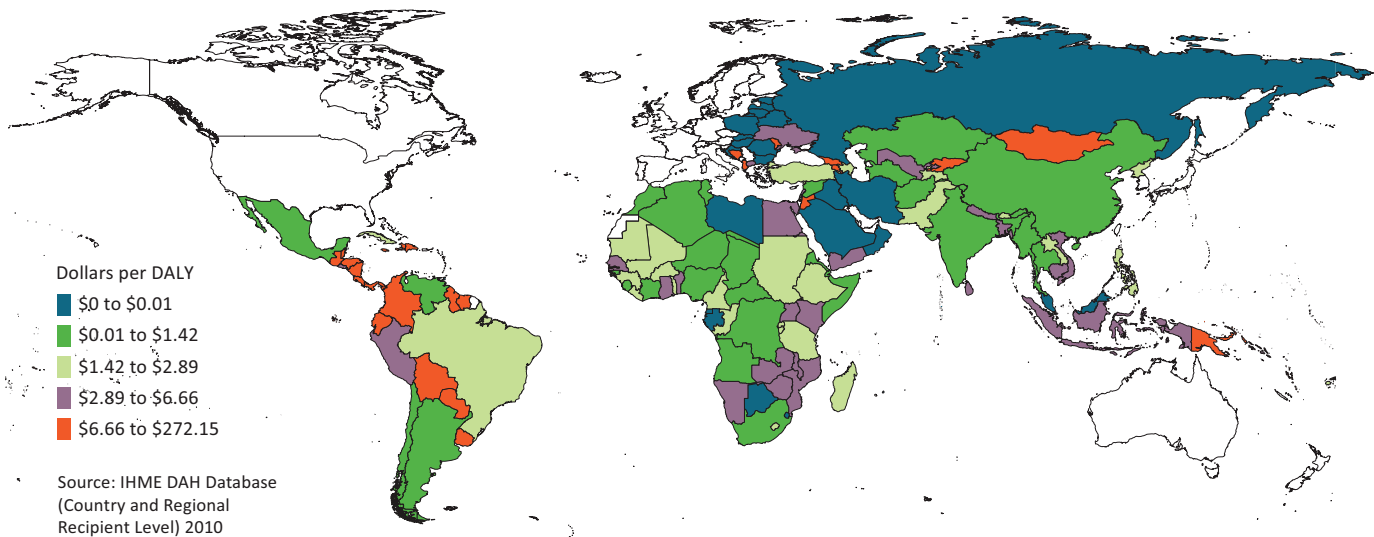 Dollars per DALY
$0 to $0.01
$0.01 to $1.42
$1.42 to $2.89
$2.89 to $6.66
$6.66 to $272.15
Source: IHME DAH Database
(Country and Regional
Recipient Level) 2010